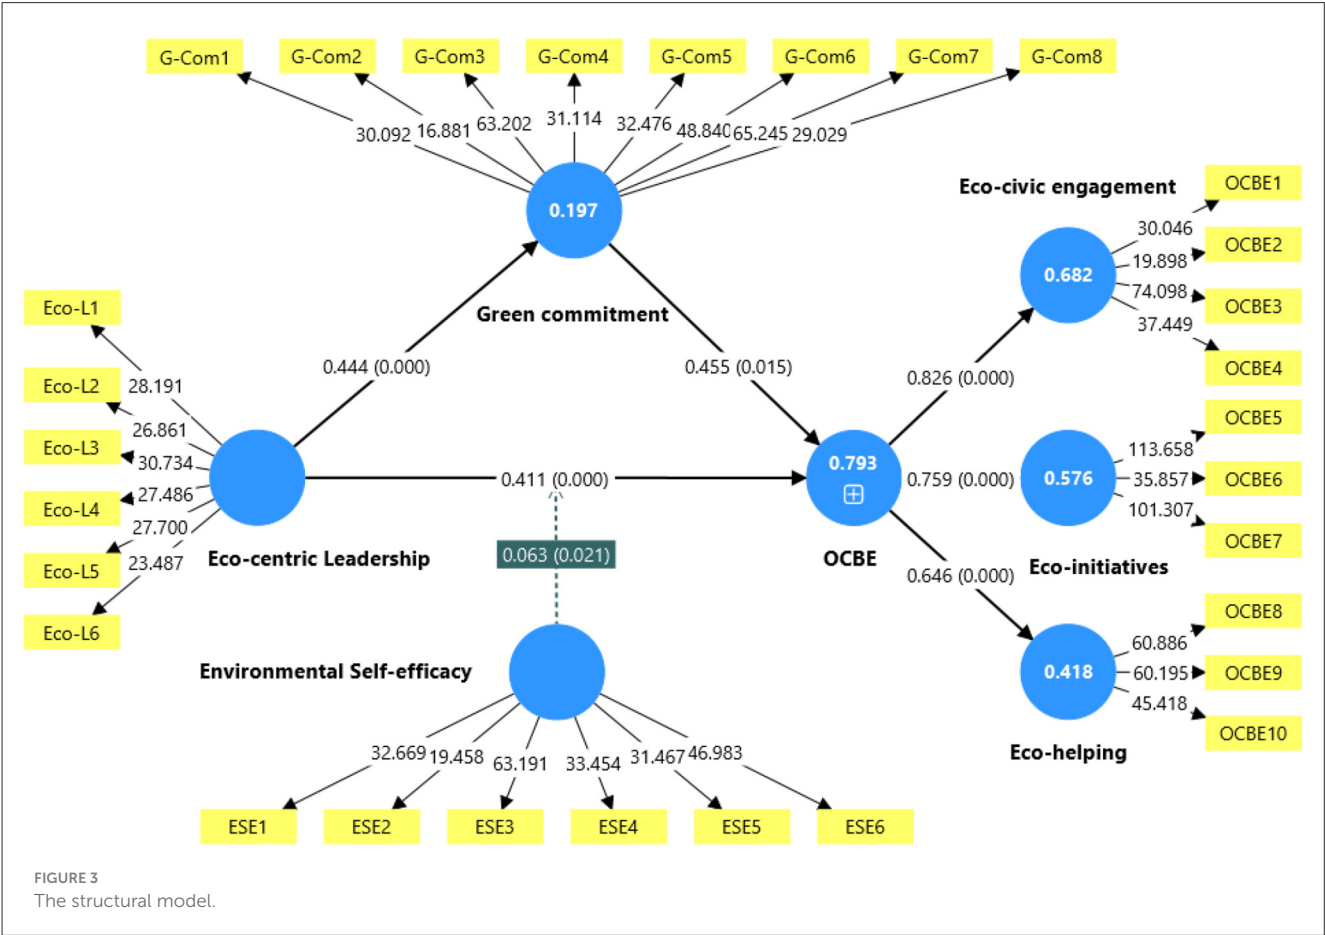 G-Com1 G-Com2 G-Com3 G-Com4 G-Com5 G-Com6 G-Com7 G-Com8
30.092 16.881 63.202 31.114 32.476 48.840 65.245 29.029
0.197
Green commitment
Eco-civic engagement
0.682
OCBE1
OCBE2
OCBE3
OCBE4
30.046
19.898
74.098
37.449
Eco-L1
Eco-L2
Eco-L3
Eco-L4
Eco-L5
Eco-L6
28.191
26.861
30.734
27.486
27.700
23.487
Eco-centric Leadership
0.444 (0.000)
0.455 (0.015)
0.411 (0.000)
0.063 (0.021)
0.793
OCBE
0.826 (0.000)
0.759 (0.000)
0.646 (0.000)
0.576
Eco-initiatives
113.658
35.857
101.307
OCBE5
OCBE6
OCBE7
0.418
Eco-helping
60.886
60.195
45.418
OCBE8
OCBE9
OCBE10
Environmental Self-efficacy
32.669 19.458 63.191 33.454 31.467 46.983
ESE1 ESE2 ESE3 ESE4 ESE5 ESE6
FIGURE 3
The structural model.